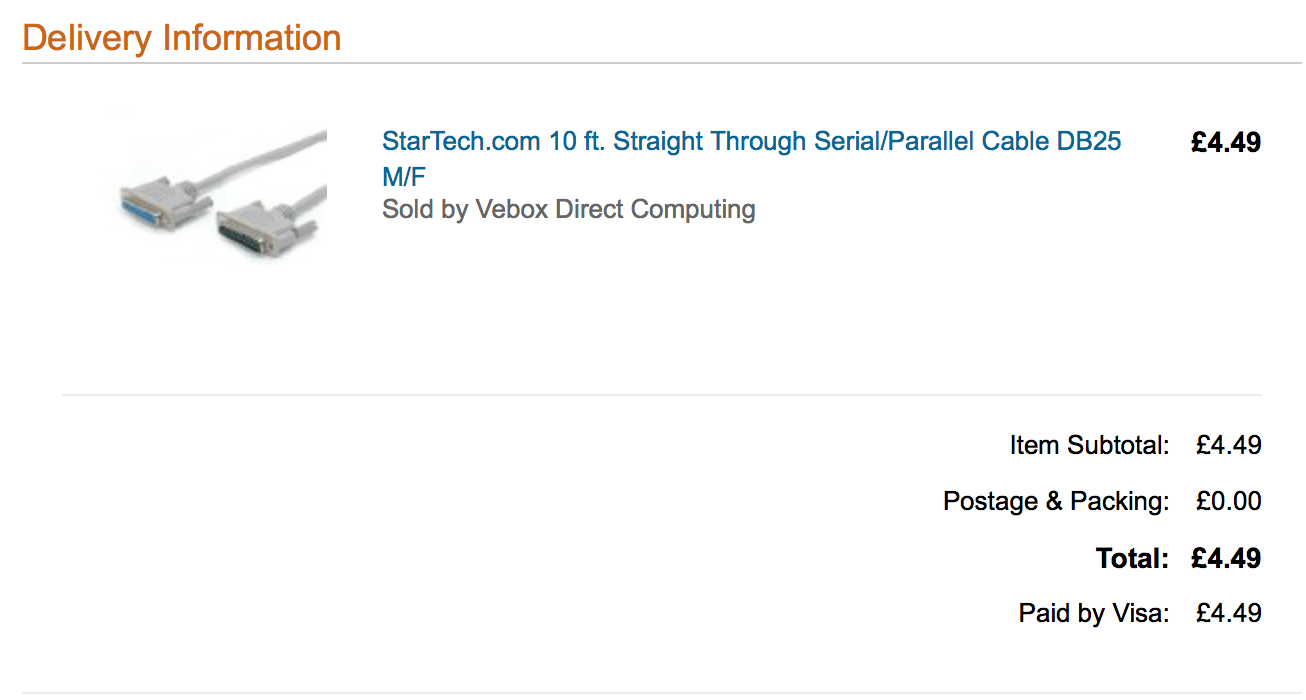 Delivery Information
StarTech.com 10 ft. Straight Through Serial/Parallel Cable DB25 £4.49
M/F
Sold by Vebox Direct Computing
Item Subtotal: £4.49
Postage & Packing: £0.00
Total: £4.49
Paid by Visa: £4.49